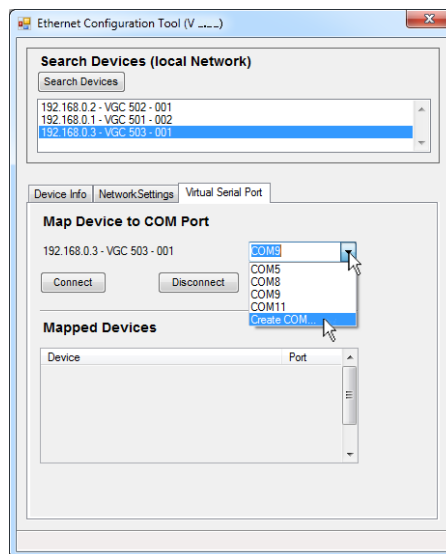 Ethernet Configuration Tool (V _.__)
Search Devices (local Network)
Search Devices
192.168.0.2 - VGC 502 - 001
192.168.0.1 - VGC 501 - 002
192.168.0.3 - VGC 503 - 001
Device Info NetworkSettings Virtual Serial Port
Map Device to COM Port
192.168.0.3 - VGC 503 - 001 COM9
COM5
Connect Disconnect COM8
COM9
COM11
Create COM...
Mapped Devices
Device Port